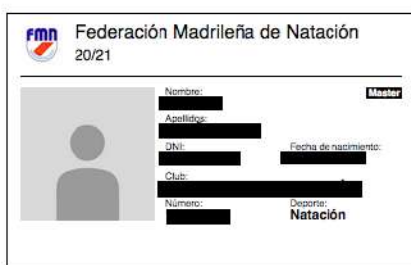 fmn
Federación Madrileña de Natación
20/21
Nombre:
Master
Apellidos:
DNI:
Fecha de nacimiento:
Club:
Número:
Deporte:
Natación